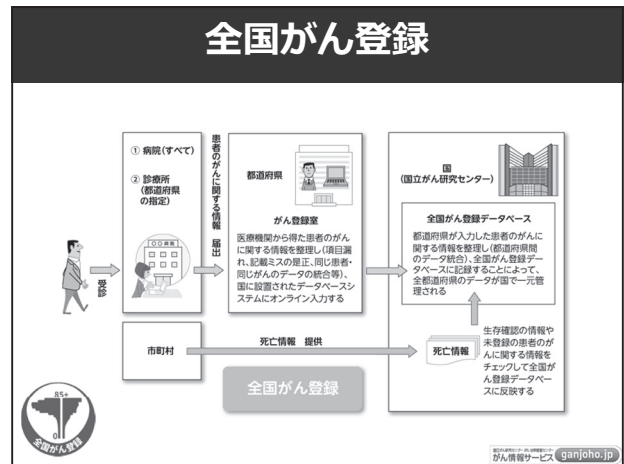 全国がん登録
① 病院(すべて)
② 診療所
(都道府県
の指定)
患者のがんに関する情報 届出
都道府県
がん登録室
医療機関から得た患者のがん
に関する情報を整理し(項目漏
れ、記載ミスの是正、同じ患者・
同じがんのデータの統合等)、
国に設置されたデータベースシ
ステムにオンライン入力する
国
(国立がん研究センター)
全国がん登録データベース
都道府県が入力した患者のがんに
関する情報を整理し(都道府県間
のデータ統合)、全国がん登録デー
タベースに記録することによって、
全都道府県のデータが国で一元管
理される
受診
市町村
死亡情報 提供
死亡情報
生存確認の情報や
未登録の患者のが
んに関する情報を
チェックして全国が
ん登録データベー
スに反映する
全国がん登録
85+
0
全国がん登録
がん情報サービス ganjoho.jp